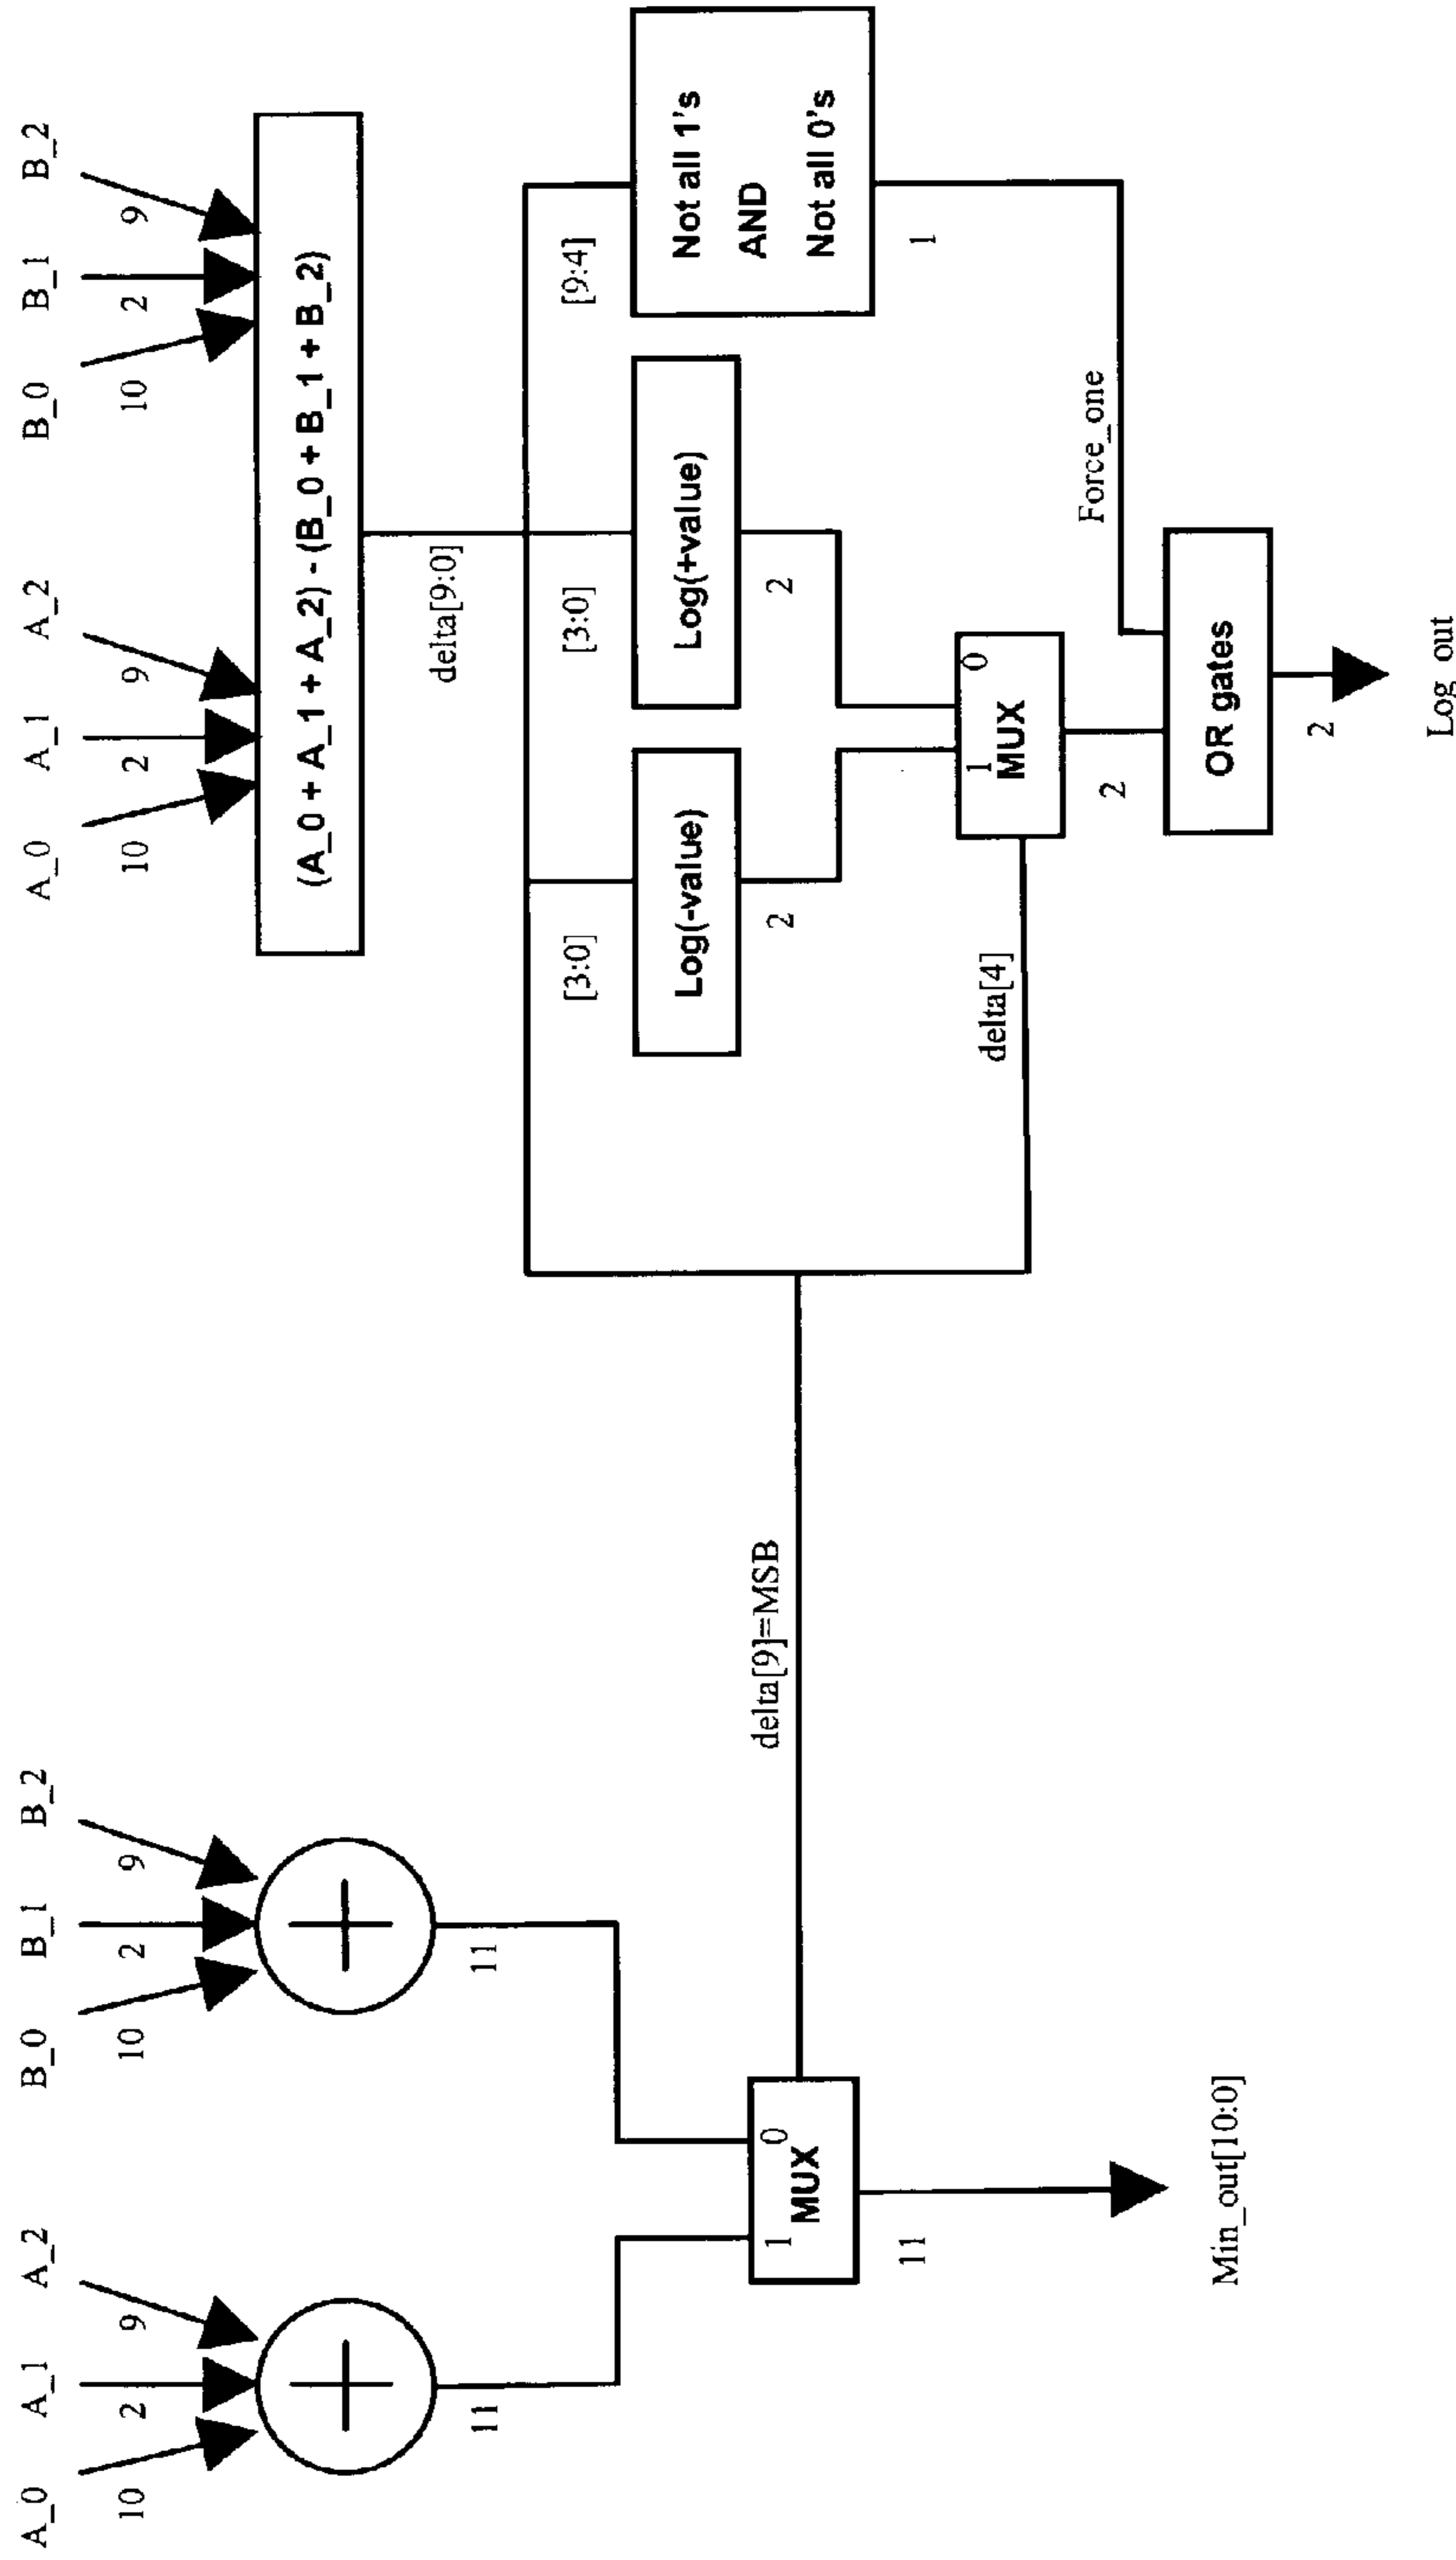 A_0
A_1
A_2
10
2
9
B_0
B_1
B_2
10
2
9
A_0
A_1
A_2
10
2
9
B_0
B_1
B_2
10
2
9
(A_0 + A_1 + A_2) - (B_0 + B_1 + B_2)
11
11
delta[9:0]
[3:0]
[3:0]
[9:4]
Log(-value)
Log(+value)
Not all 1's
AND
Not all 0's
2
2
1
delta[9]=MSB
1
0
MUX
11
delta[4]
1
0
MUX
2
Force_one
OR gates
2
Min_out[10:0]
Log_out